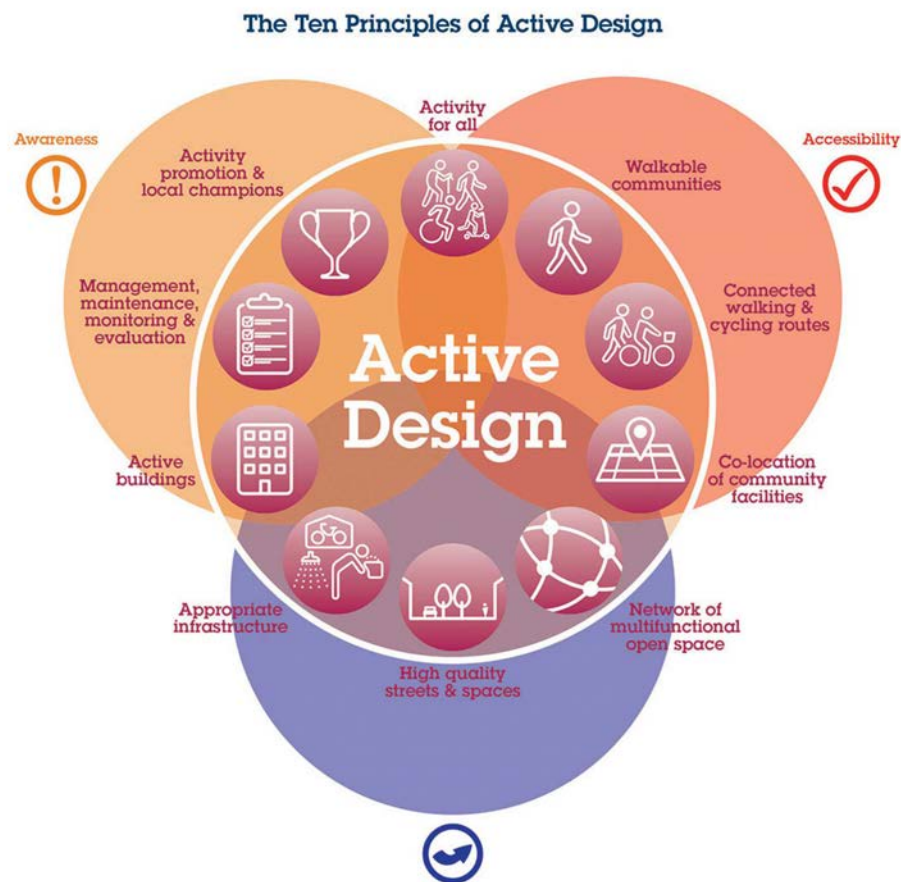 The Ten Principles of Active Design
Activity
for all
Awareness
Accessibility
Activity
promotion &
local champions
Walkable
communities
Management,
maintenance,
monitoring &
evaluation
Connected
walking &
cycling routes
Active
Design
Active
buildings
Co-location
of community
facilities
Appropriate
infrastructure
Network of
multifunctional
open space
High quality
streets & spaces